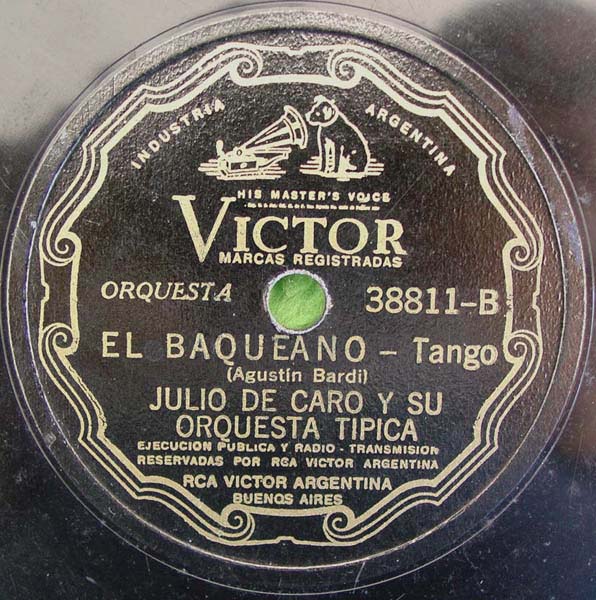 INDUSTRIA ARGENTINA
HIS MASTER'S VOICE
VICTOR
MARCAS REGISTRADAS
ORQUESTA 38811-B
EL BAQUEANO - Tango
(Agustín Bardi)
JULIO DE CARO Y SU
ORQUESTA TIPICA
EJECUCION PUBLICA Y RADIO - TRANSMISION
RESERVADAS POR RCA VICTOR ARGENTINA
RCA VICTOR ARGENTINA
BUENOS AIRES